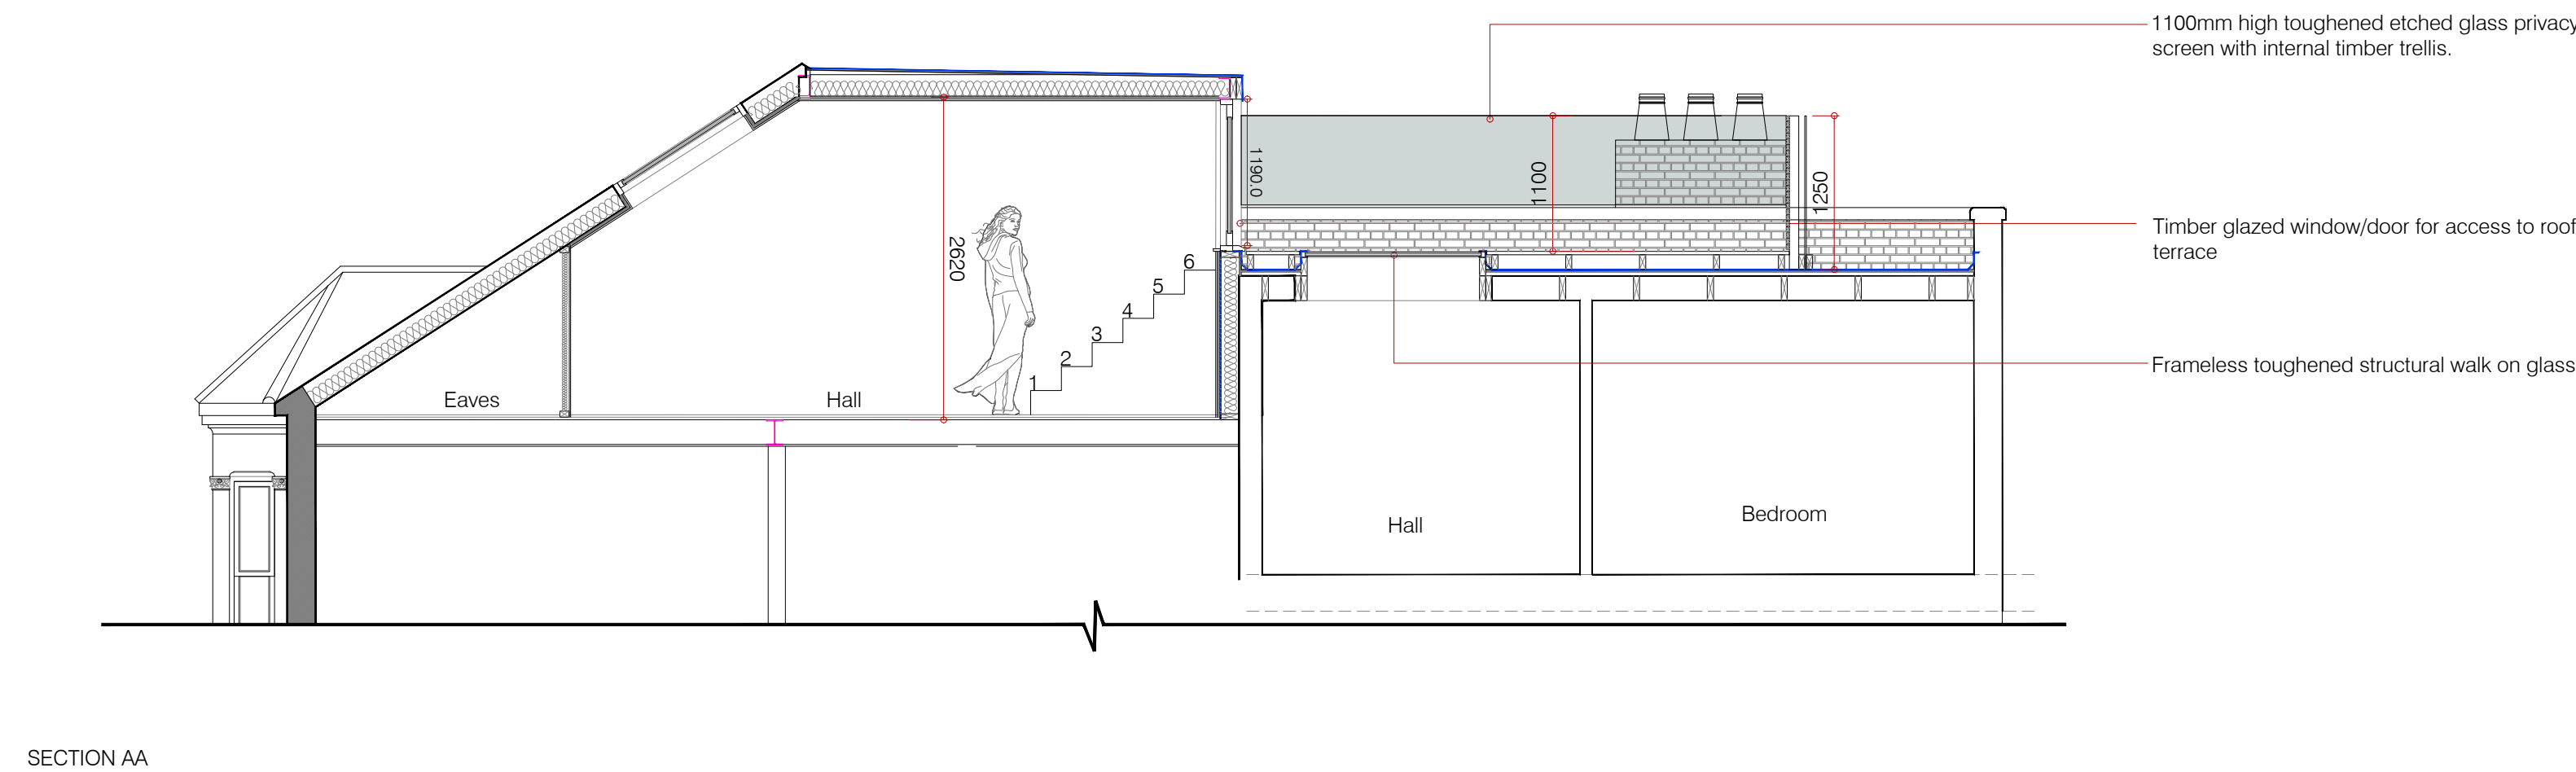 1100mm high toughened etched glass privacy
screen with internal timber trellis.
1190.0
1100
1250
Timber glazed window/door for access to roof
terrace
2620
6
5
4
3
2
1
Frameless toughened structural walk on glass
Eaves
Hall
Hall
Bedroom
SECTION AA